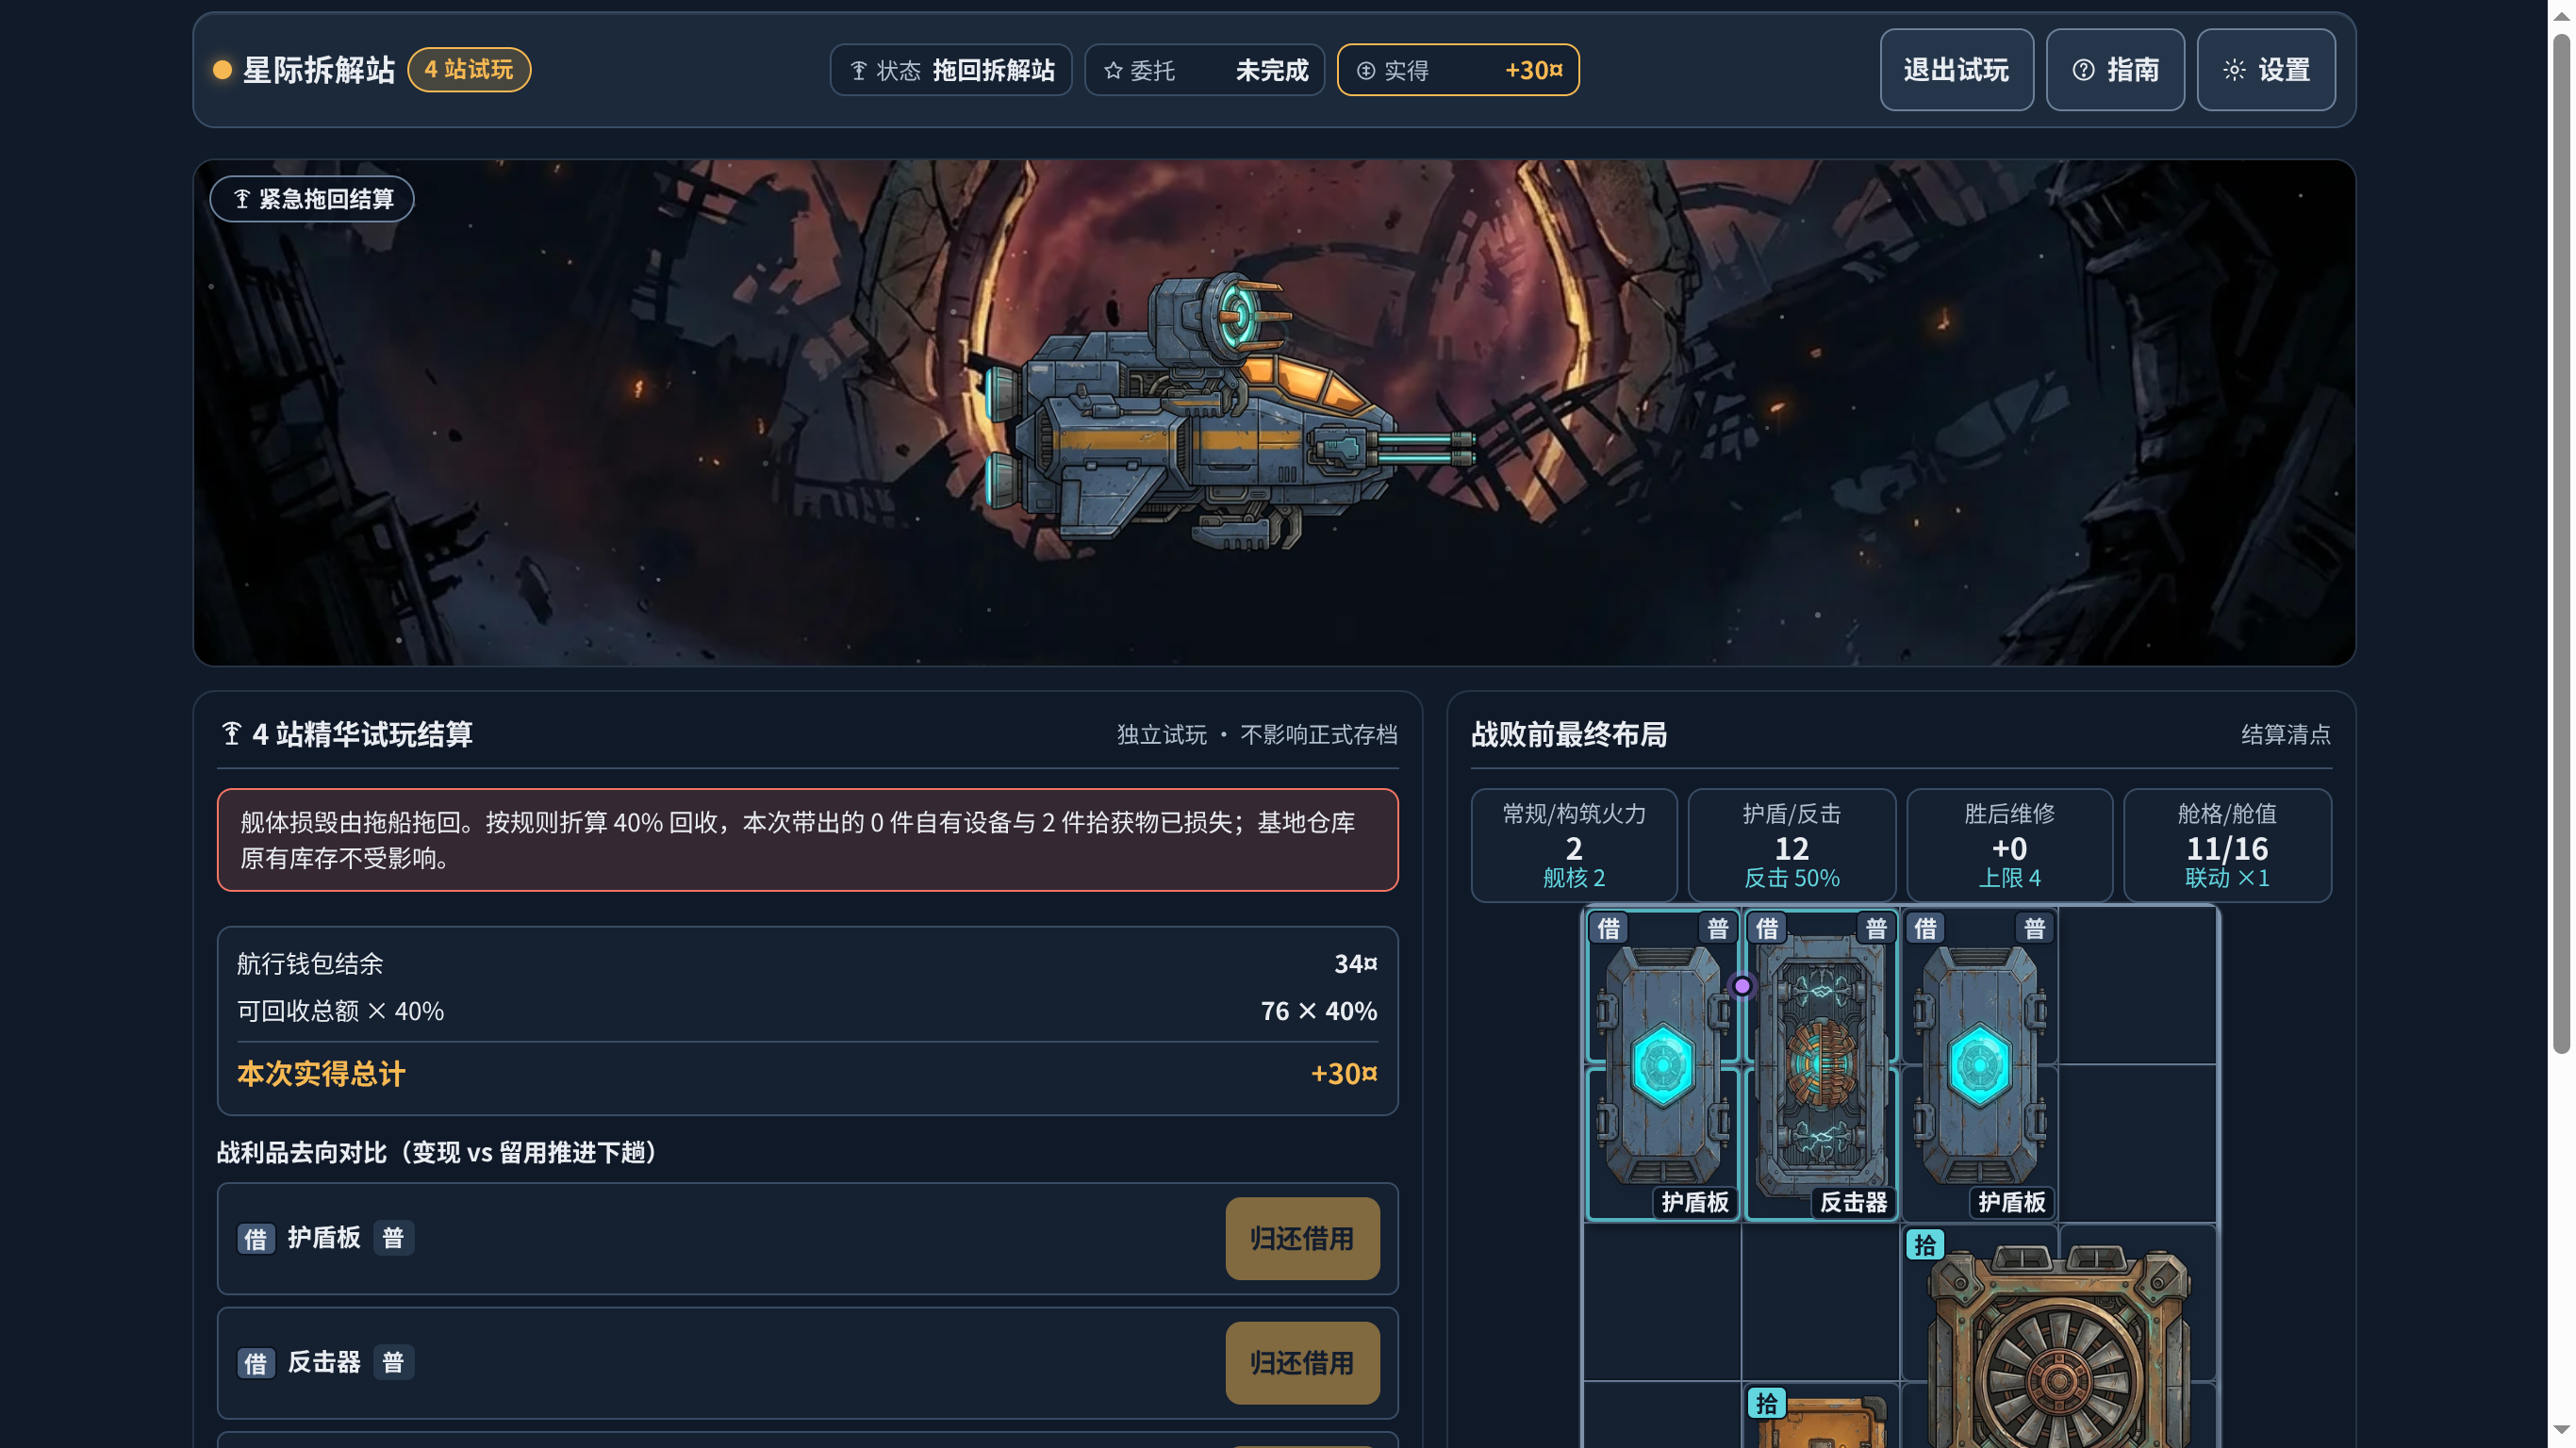 星际拆解站 4 站试玩
状态 拖回拆解站
委托 未完成
实得 +30¤
退出试玩
指南
设置
紧急拖回结算
4 站精华试玩结算
独立试玩 · 不影响正式存档
舰体损毁由拖船拖回。按规则折算 40% 回收，本次带出的 0 件自有设备与 2 件拾获物已损失；基地仓库
原有库存不受影响。
航行钱包结余 34¤
可回收总额 × 40% 76 × 40%
本次实得总计 +30¤
战利品去向对比（变现 vs 留用推进下趟）
借 护盾板 普 归还借用
借 反击器 普 归还借用
战败前最终布局 结算清点
常规/构筑火力
2
舰核 2
护盾/反击
12
反击 50%
胜后维修
+0
上限 4
舱格/舱值
11/16
联动 ×1
借 普 借 普 借 普
护盾板 反击器 护盾板
拾
拾